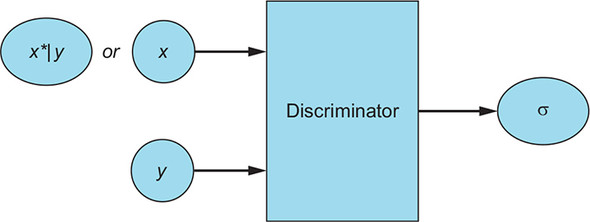 x*|y or x
Discriminator
σ
y